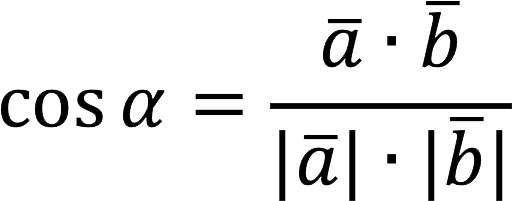 cos α = (a̅ · b̅) / (|a̅| · |b̅|)